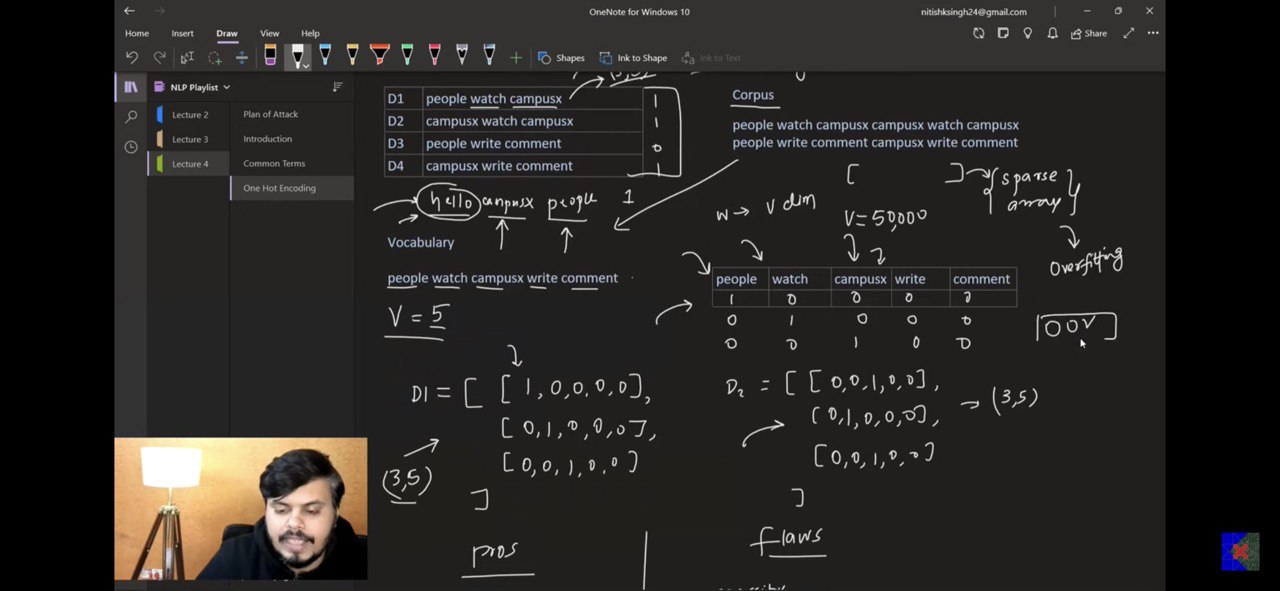 OneNote for Windows 10
nitishksingh24@gmail.com
Home Insert Draw View Help
Shapes Ink to Shape Ink to Text Share
NLP Playlist
Lecture 2
Lecture 3
Lecture 4
Plan of Attack
Introduction
Common Terms
One Hot Encoding
D1 people watch campusx 1
D2 campusx watch campusx 1
D3 people write comment 0
D4 campusx write comment 1
Corpus
people watch campusx campusx watch campusx
people write comment campusx write comment
hello campusx people 1
[ ] → { sparse
array }
W → V dim
V = 50,000
Overfitting
Vocabulary
people watch campusx write comment
V = 5
people watch campusx write comment
1 0 0 0 0
0 1 0 0 0
0 0 1 0 0
OOV
D1 = [ [ 1, 0, 0, 0, 0],
[ 0, 1, 0, 0, 0],
[ 0, 0, 1, 0, 0]
]
(3,5)
D2 = [ [ 0, 0, 1, 0, 0],
[ 0, 1, 0, 0, 0],
[ 0, 0, 1, 0, 0]
]
→ (3,5)
pros
flaws